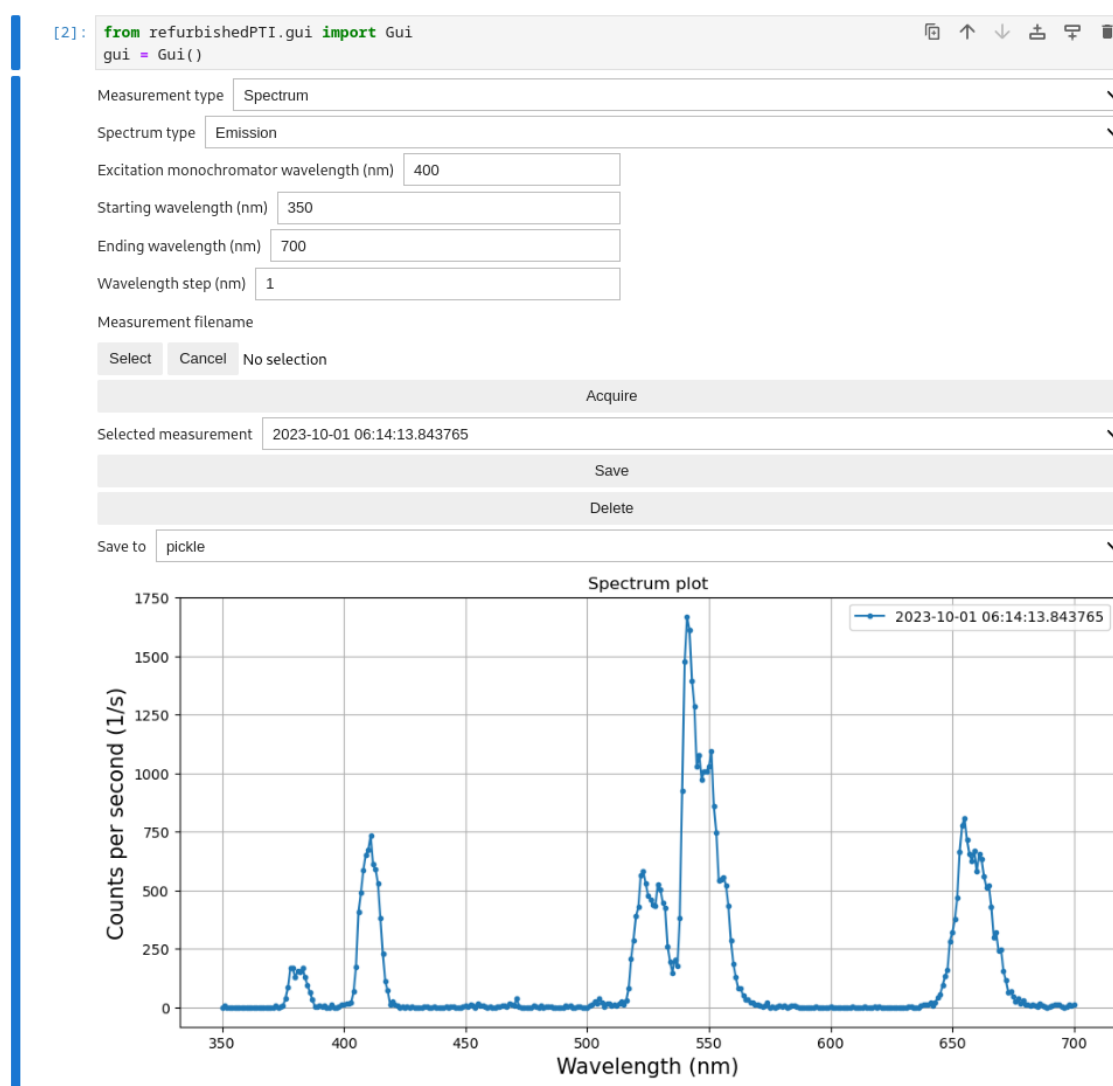 [2]: from refurbishedPTI.gui import Gui
gui = Gui()
Measurement type Spectrum
Spectrum type Emission
Excitation monochromator wavelength (nm) 400
Starting wavelength (nm) 350
Ending wavelength (nm) 700
Wavelength step (nm) 1
Measurement filename
Select Cancel No selection
Acquire
Selected measurement 2023-10-01 06:14:13.843765
Save
Delete
Save to pickle
Spectrum plot
2023-10-01 06:14:13.843765
1750
1500
1250
1000
750
500
250
0
Counts per second (1/s)
350 400 450 500 550 600 650 700
Wavelength (nm)